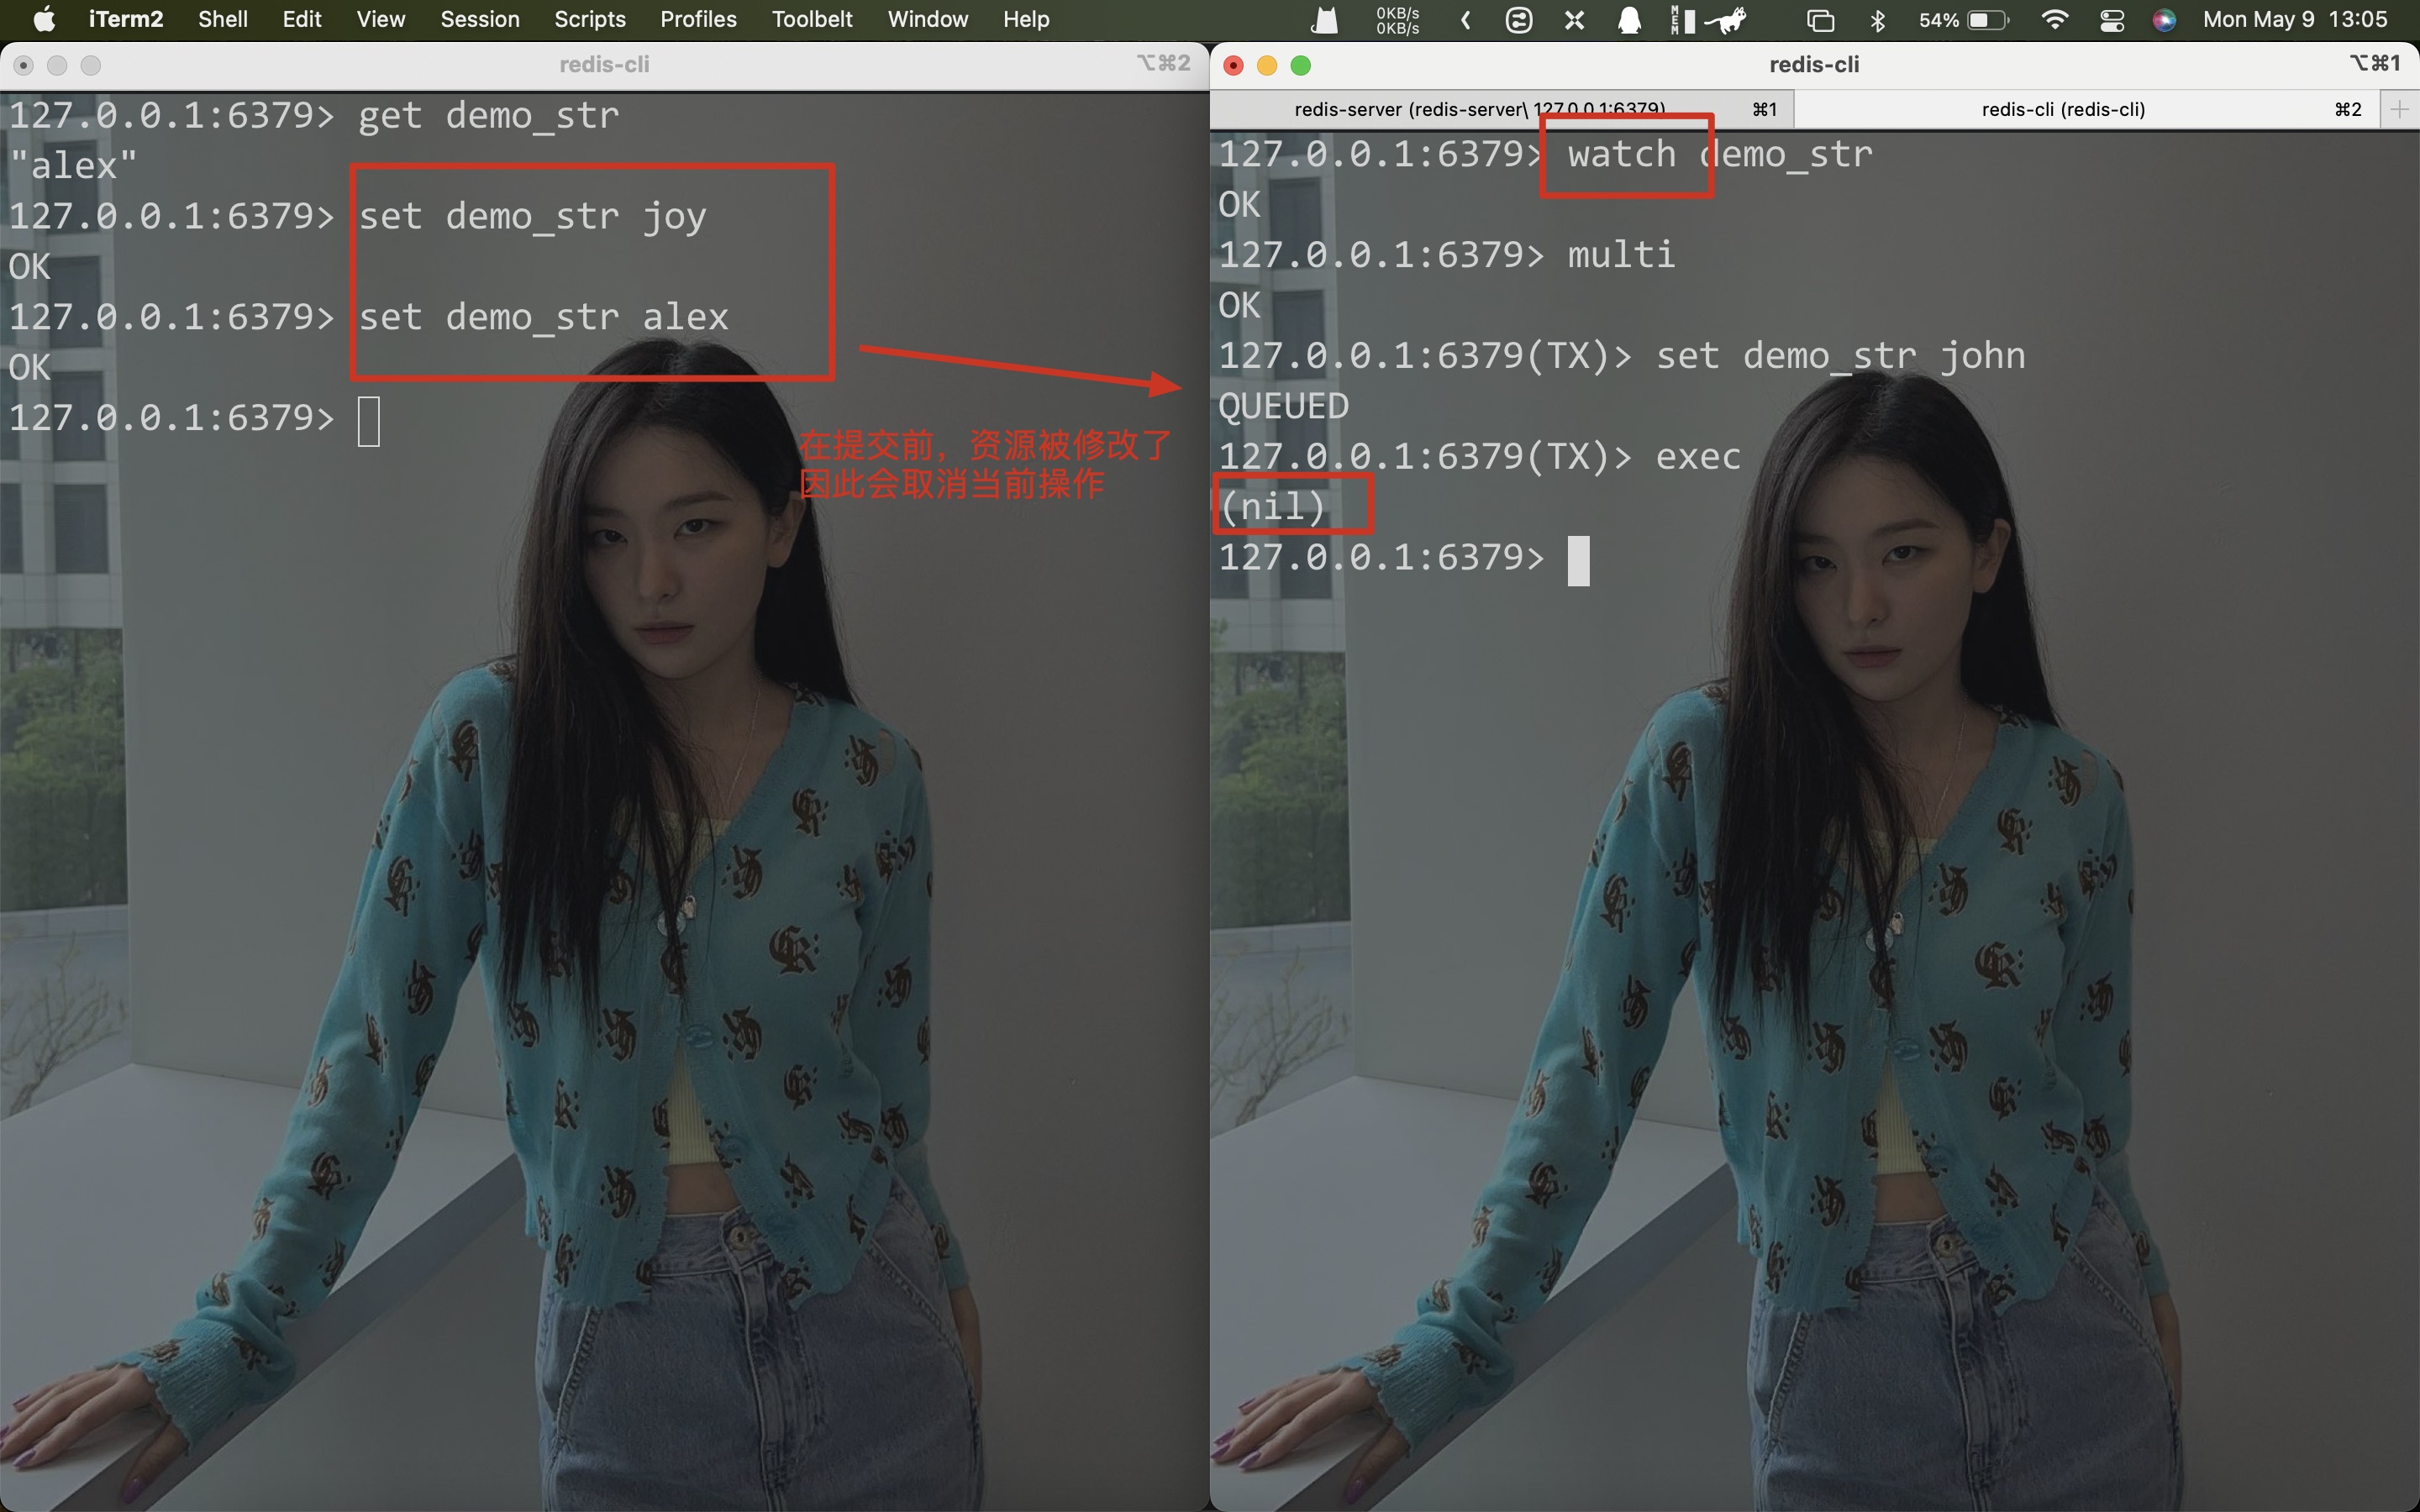 iTerm2 Shell Edit View Session Scripts Profiles Toolbelt Window Help
0KB/s
0KB/s
MEM
54%
Mon May 9 13:05
redis-cli ⌥⌘2
127.0.0.1:6379> get demo_str
"alex"
127.0.0.1:6379> set demo_str joy
OK
127.0.0.1:6379> set demo_str alex
OK
127.0.0.1:6379>
在提交前，资源被修改了
因此会取消当前操作
redis-cli ⌥⌘1
redis-server (redis-server\ 127.0.0.1:6379) ⌘1
redis-cli (redis-cli) ⌘2
127.0.0.1:6379> watch demo_str
OK
127.0.0.1:6379> multi
OK
127.0.0.1:6379(TX)> set demo_str john
QUEUED
127.0.0.1:6379(TX)> exec
(nil)
127.0.0.1:6379>